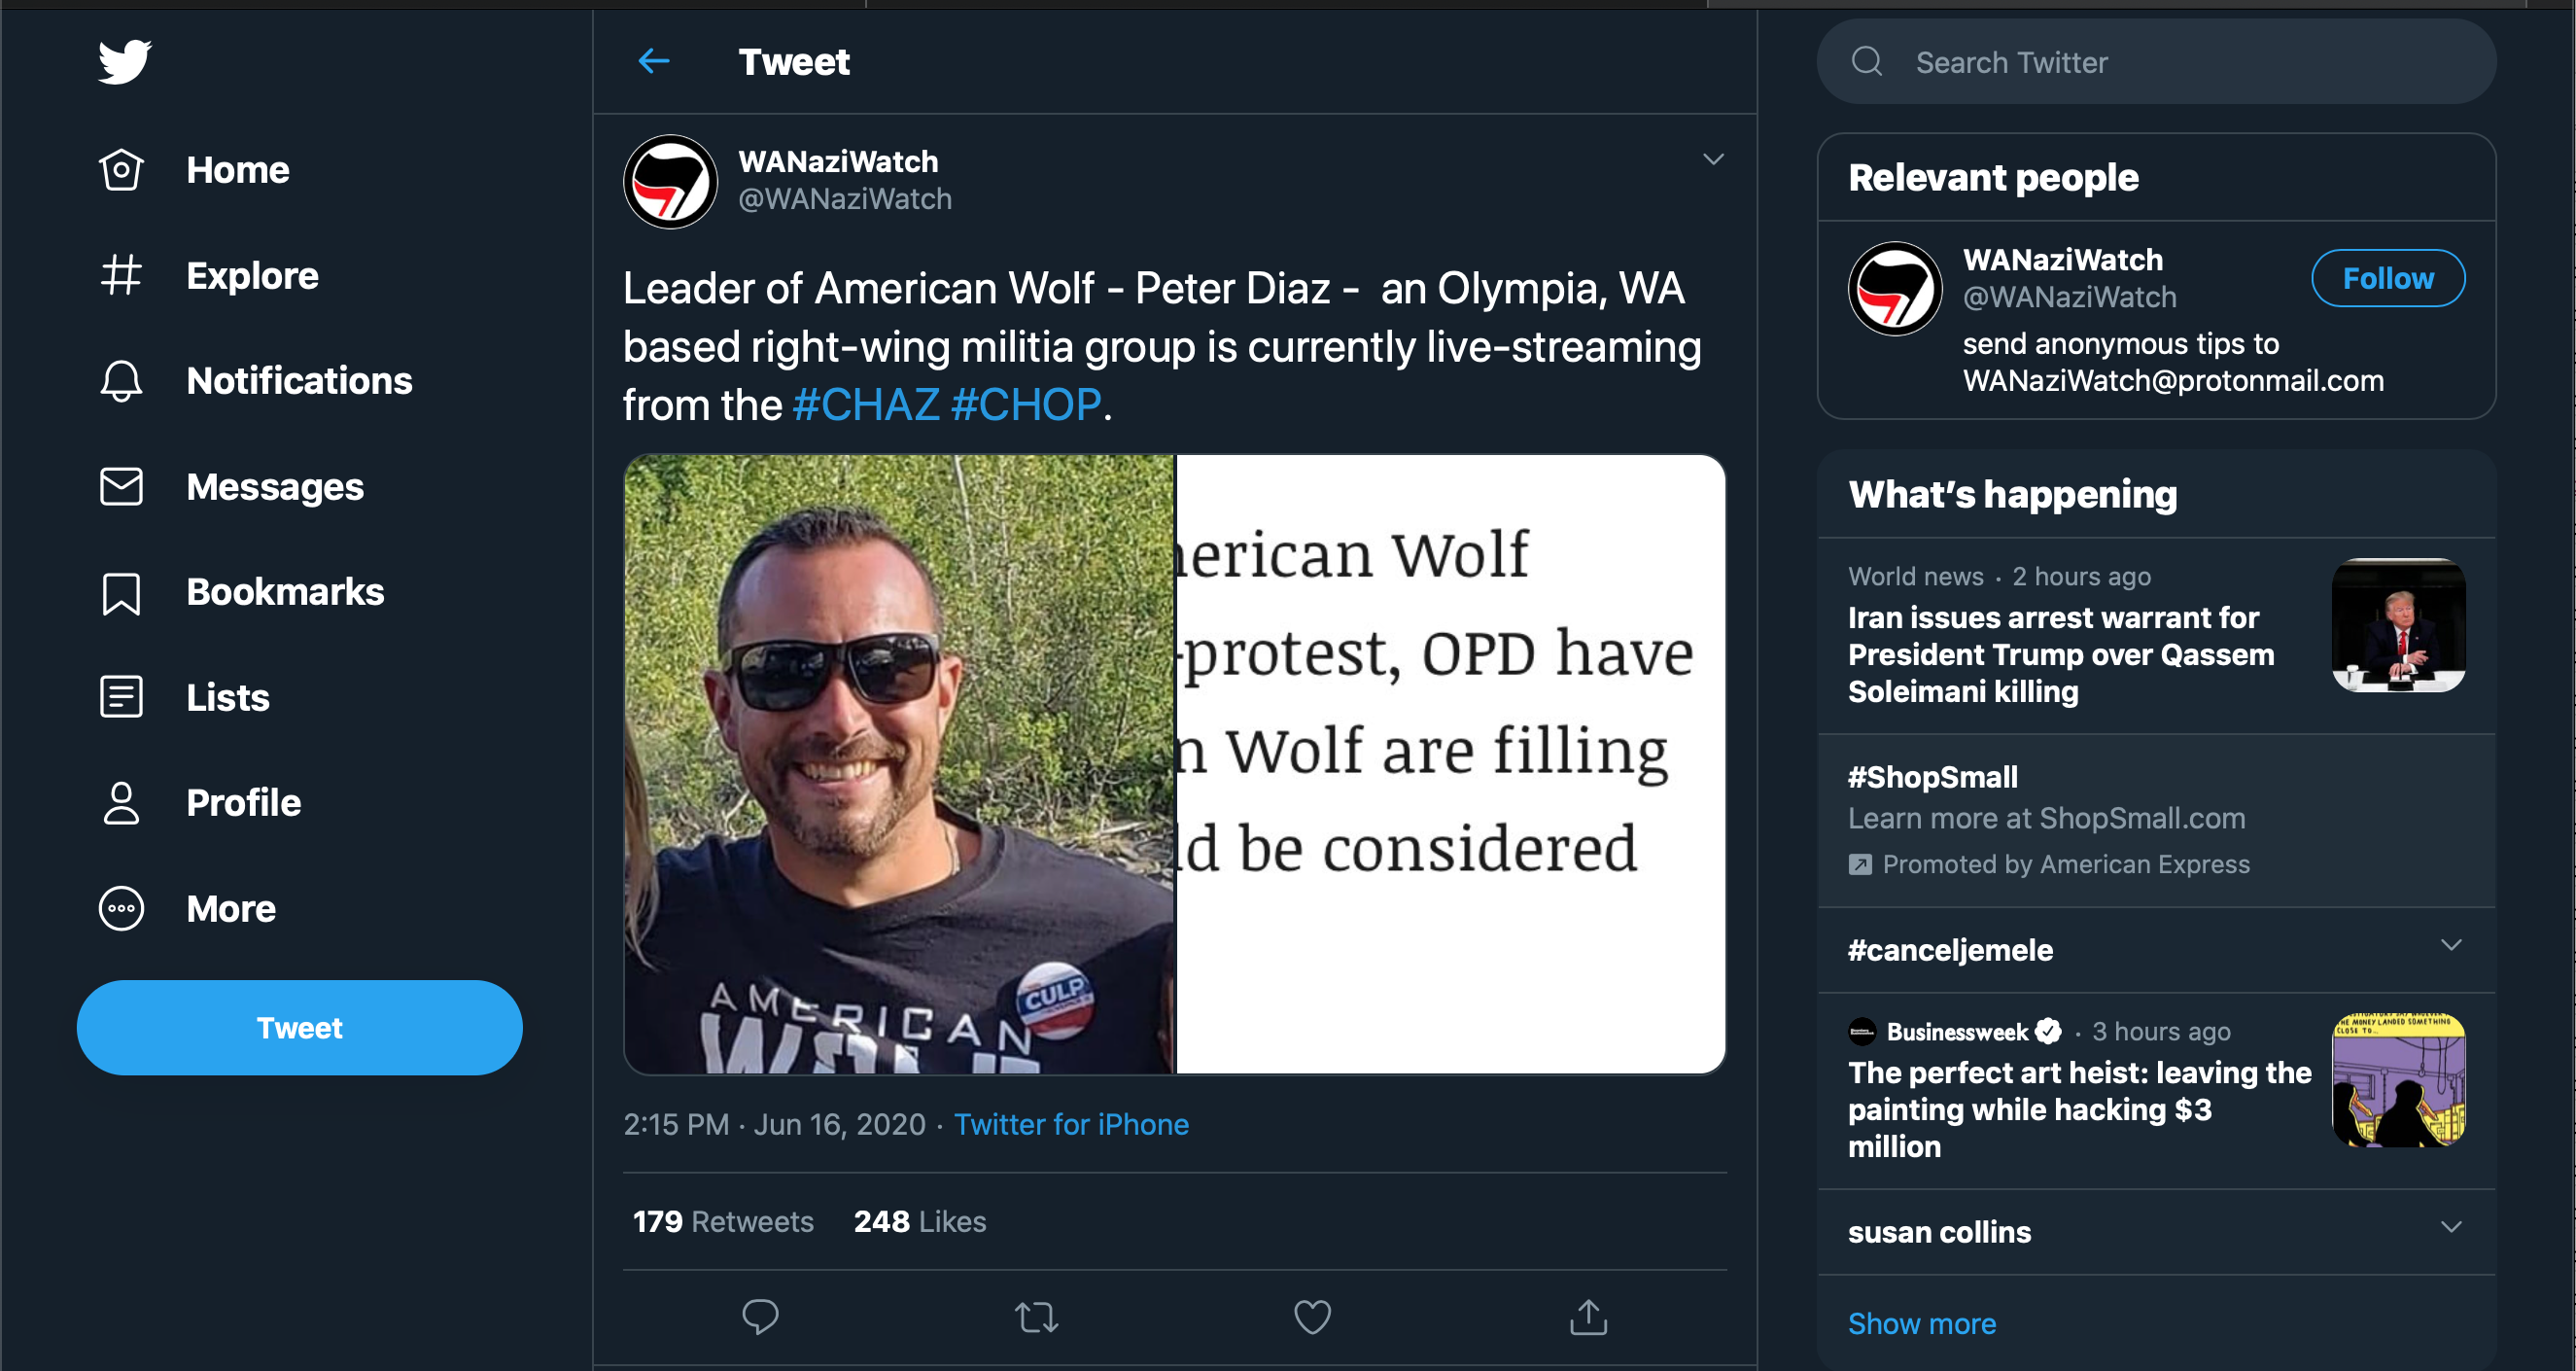 Home
Explore
Notifications
Messages
Bookmarks
Lists
Profile
More
Tweet
Tweet
WANaziWatch
@WANaziWatch
Leader of American Wolf - Peter Diaz - an Olympia, WA
based right-wing militia group is currently live-streaming
from the #CHAZ #CHOP.
AMERICAN
WOLF
CULP
erican Wolf
-protest, OPD have
n Wolf are filling
ld be considered
2:15 PM · Jun 16, 2020 · Twitter for iPhone
179 Retweets 248 Likes
Search Twitter
Relevant people
WANaziWatch
@WANaziWatch
Follow
send anonymous tips to
WANaziWatch@protonmail.com
What's happening
World news · 2 hours ago
Iran issues arrest warrant for
President Trump over Qassem
Soleimani killing
#ShopSmall
Learn more at ShopSmall.com
Promoted by American Express
#canceljemele
Businessweek · 3 hours ago
The perfect art heist: leaving the
painting while hacking $3
million
THE MONEY LANDED SOMETHING
CLOSE TO...
susan collins
Show more